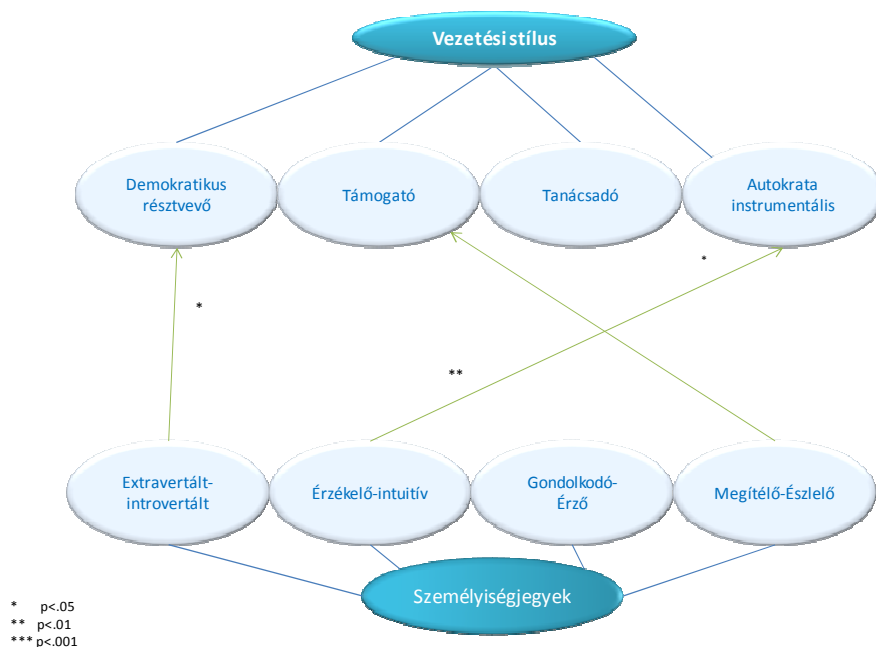 Vezetési stílus
Demokratikus
résztvevő
Támogató
Tanácsadó
Autokrata
instrumentális
*
*
**
Extravertált-
introvertált
Érzékelő-intuitív
Gondolkodó-
Érző
Megítélő-Észlelő
Személyiségjegyek
* p<.05
** p<.01
*** p<.001